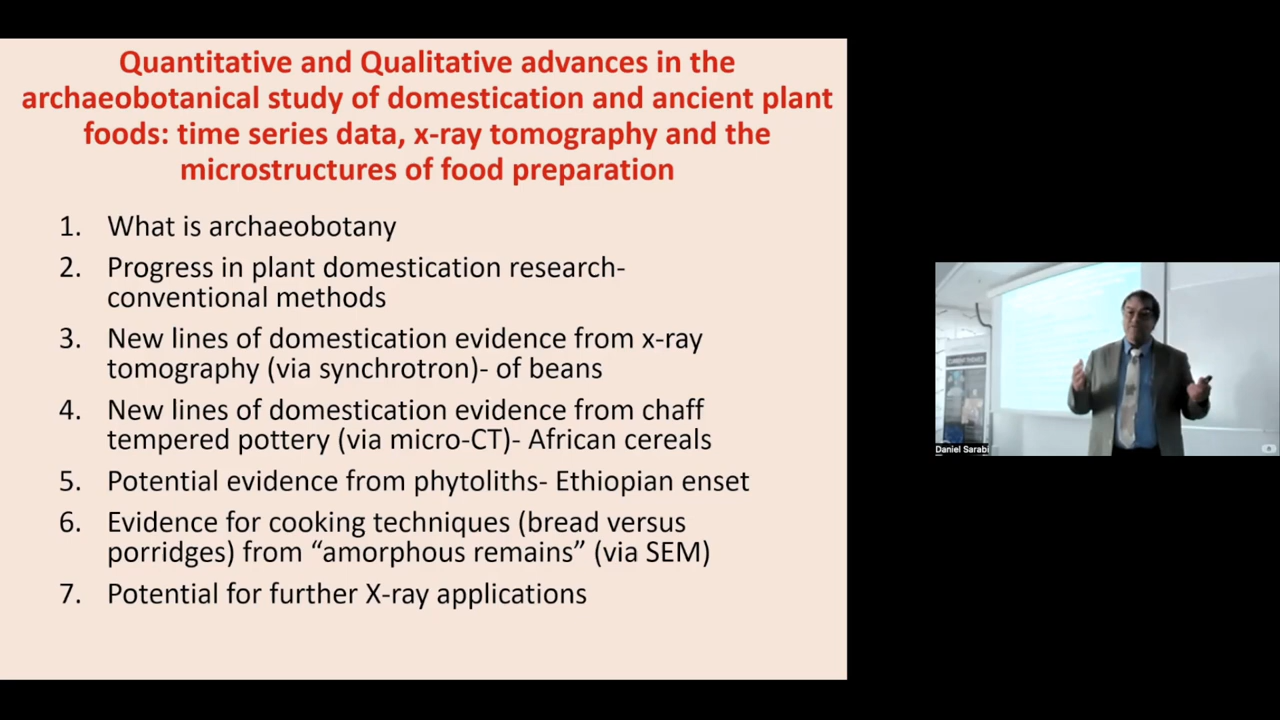 Quantitative and Qualitative advances in the
archaeobotanical study of domestication and ancient plant
foods: time series data, x-ray tomography and the
microstructures of food preparation
1. What is archaeobotany
2. Progress in plant domestication research-
conventional methods
3. New lines of domestication evidence from x-ray
tomography (via synchrotron)- of beans
4. New lines of domestication evidence from chaff
tempered pottery (via micro-CT)- African cereals
5. Potential evidence from phytoliths- Ethiopian enset
6. Evidence for cooking techniques (bread versus
porridges) from “amorphous remains” (via SEM)
7. Potential for further X-ray applications
Daniel Sarabi